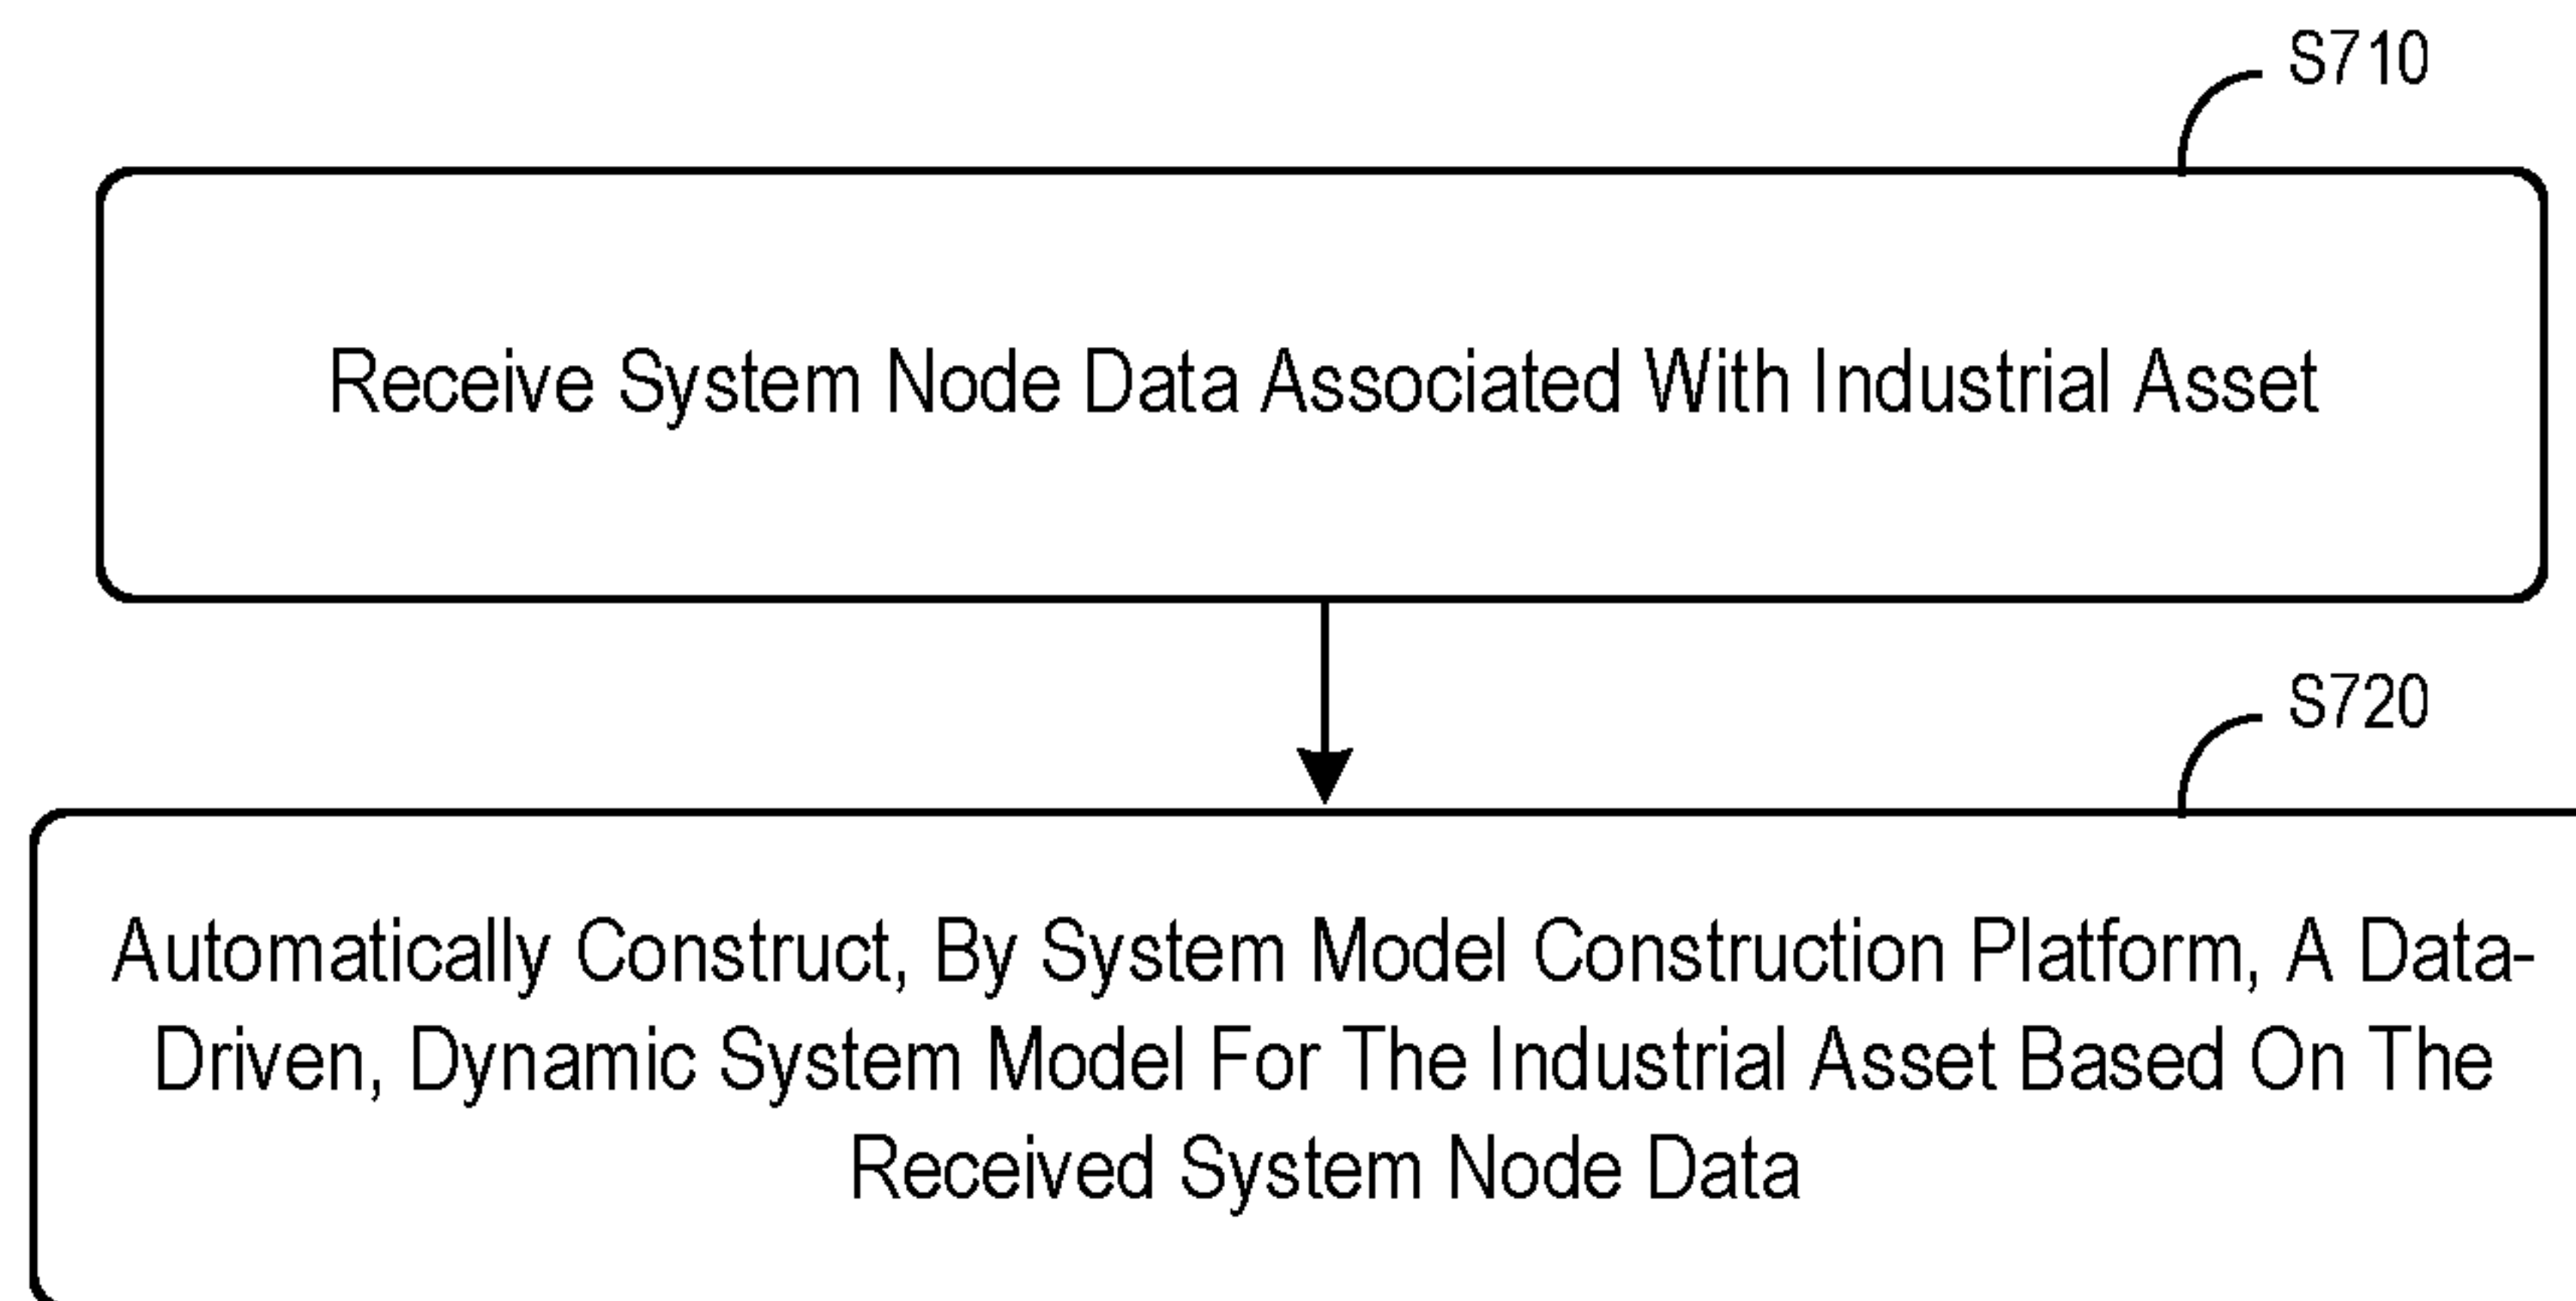 S710
Receive System Node Data Associated With Industrial Asset
S720
Automatically Construct, By System Model Construction Platform, A Data-
Driven, Dynamic System Model For The Industrial Asset Based On The
Received System Node Data